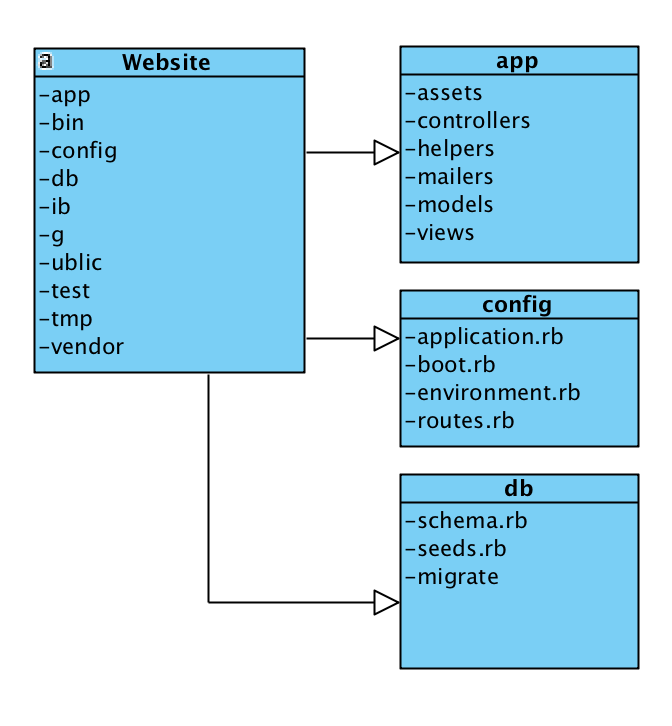 a
Website
-app
-bin
-config
-db
-ib
-g
-ublic
-test
-tmp
-vendor
app
-assets
-controllers
-helpers
-mailers
-models
-views
config
-application.rb
-boot.rb
-environment.rb
-routes.rb
db
-schema.rb
-seeds.rb
-migrate